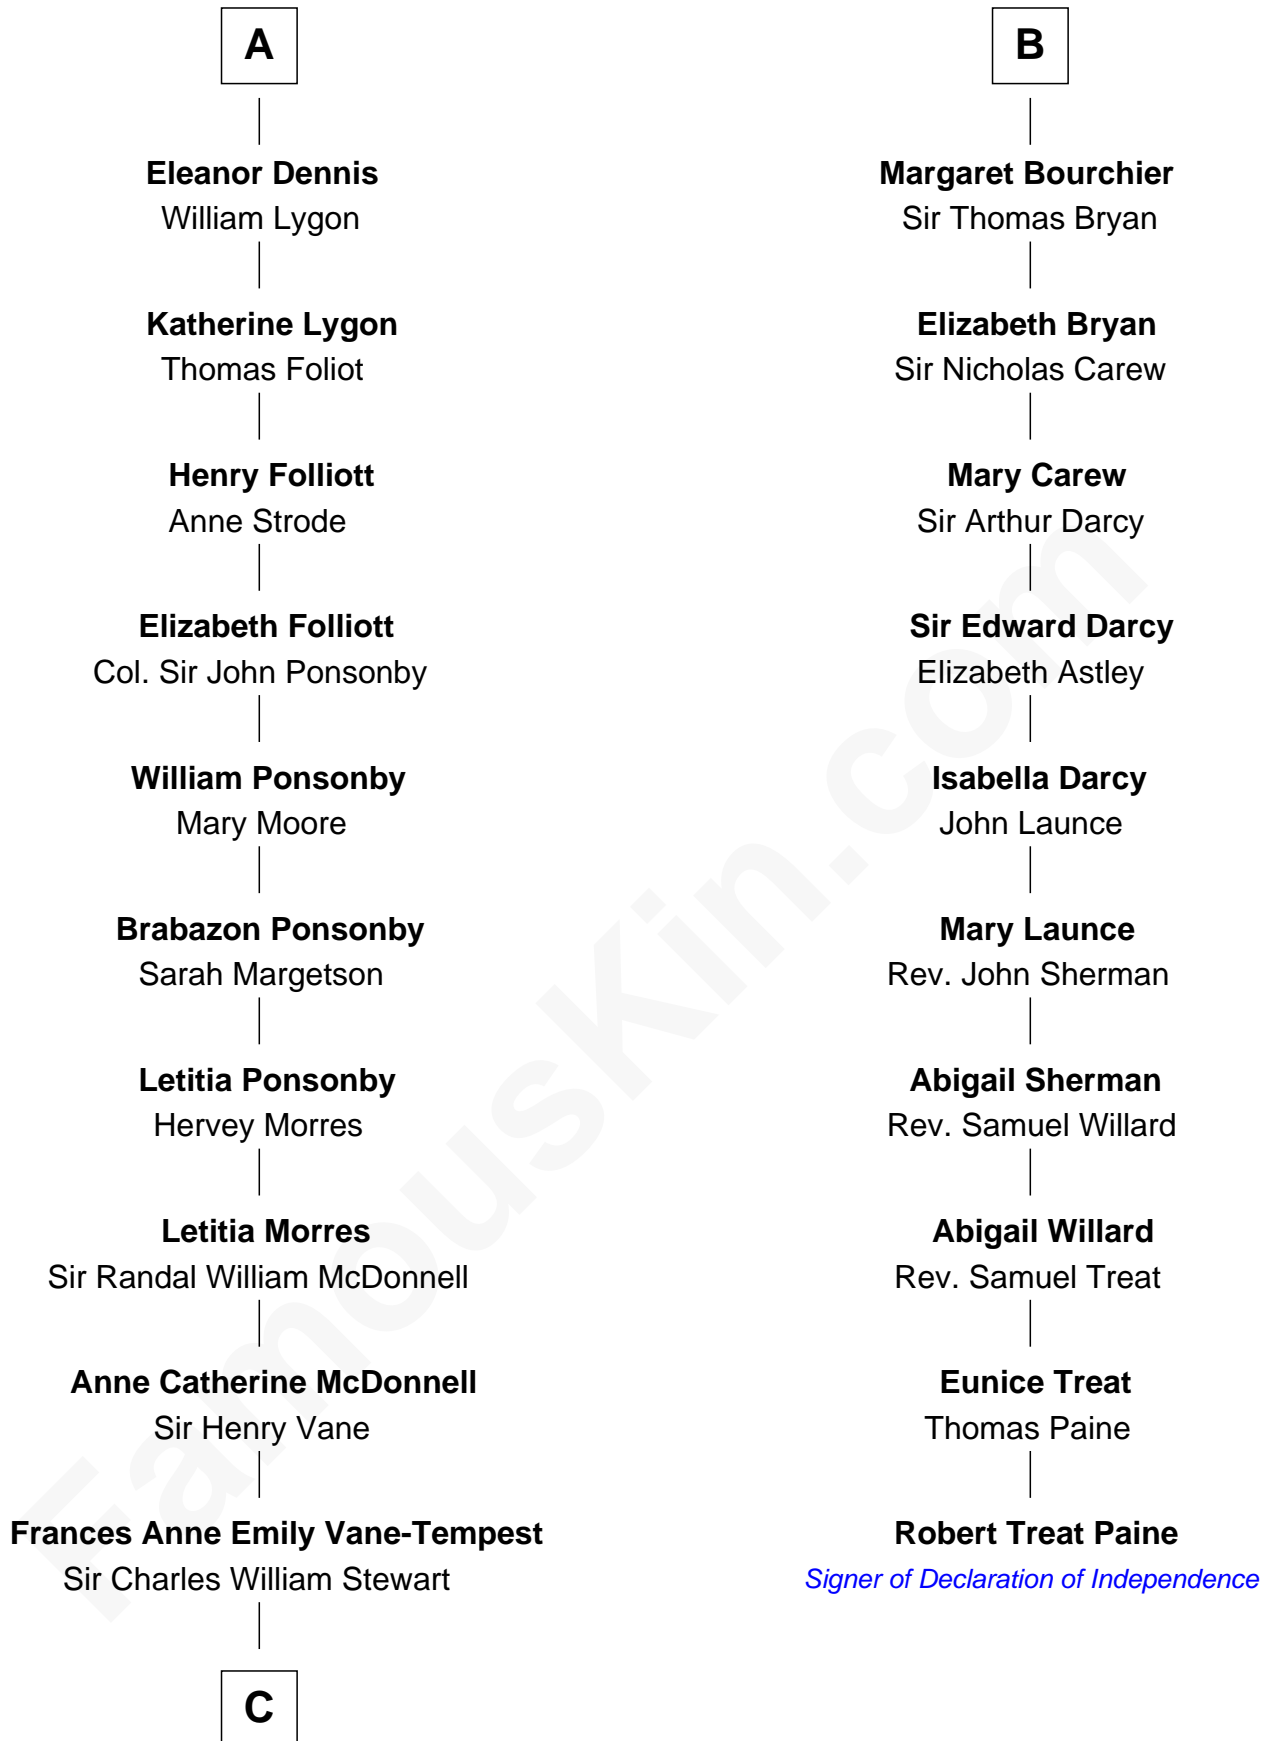 A
Eleanor Dennis
William Lygon
Katherine Lygon
Thomas Foliot
Henry Folliott
Anne Strode
Elizabeth Folliott
Col. Sir John Ponsonby
William Ponsonby
Mary Moore
Brabazon Ponsonby
Sarah Margetson
Letitia Ponsonby
Hervey Morres
Letitia Morres
Sir Randal William McDonnell
Anne Catherine McDonnell
Sir Henry Vane
Frances Anne Emily Vane-Tempest
Sir Charles William Stewart
C
B
Margaret Bourchier
Sir Thomas Bryan
Elizabeth Bryan
Sir Nicholas Carew
Mary Carew
Sir Arthur Darcy
Sir Edward Darcy
Elizabeth Astley
Isabella Darcy
John Launce
Mary Launce
Rev. John Sherman
Abigail Sherman
Rev. Samuel Willard
Abigail Willard
Rev. Samuel Treat
Eunice Treat
Thomas Paine
Robert Treat Paine
Signer of Declaration of Independence
FamousKin.com